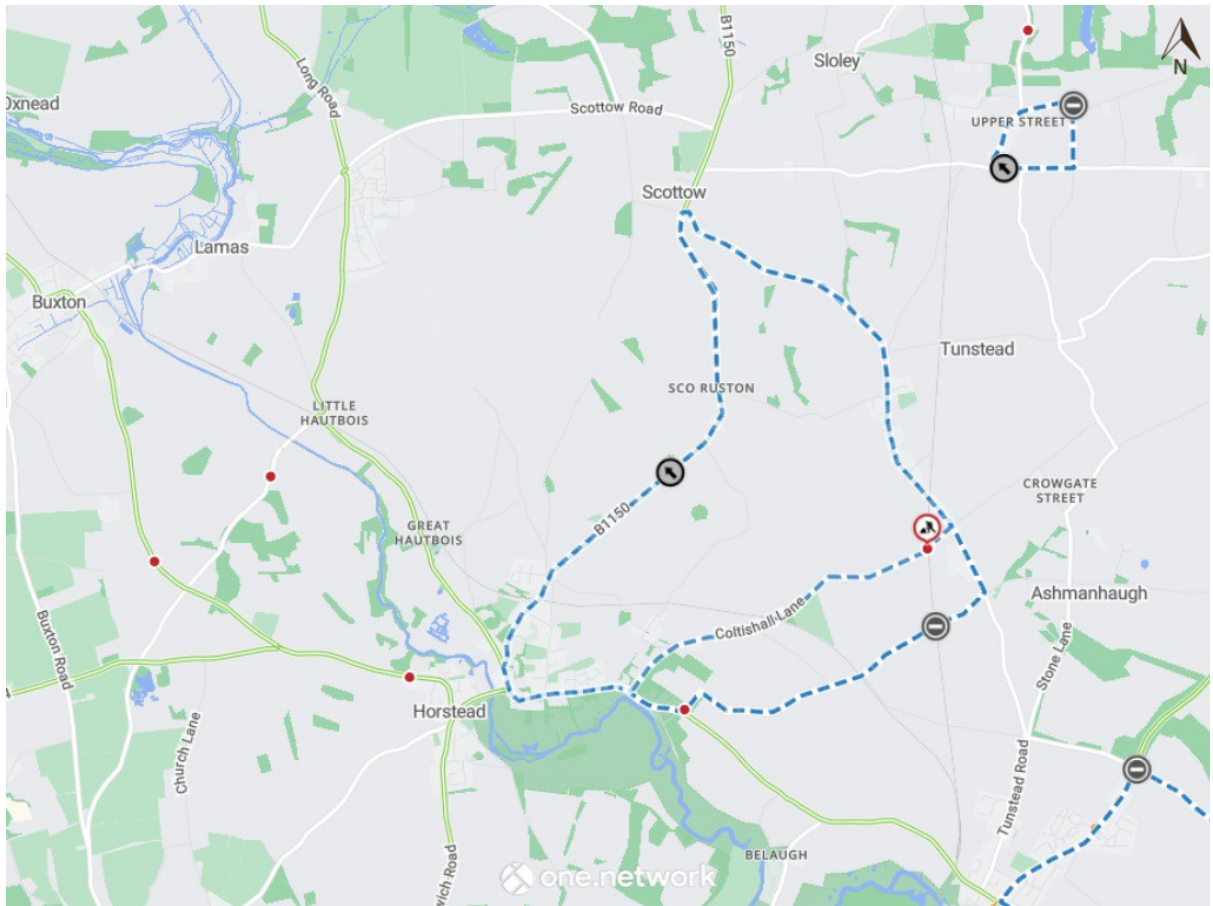 B1150
Sloley
Long Road
N
Oxnead
Scottow Road
UPPER STREET
Scottow
Lamas
Buxton
Tunstead
SCO RUSTON
LITTLE
HAUTBOIS
CROWGATE
STREET
B1150
GREAT
HAUTBOIS
Ashmanhaugh
Coltishall Lane
Buxton Road
Stone Lane
Horstead
Church Lane
Tunstead Road
BELAUGH
wich Road
one.network